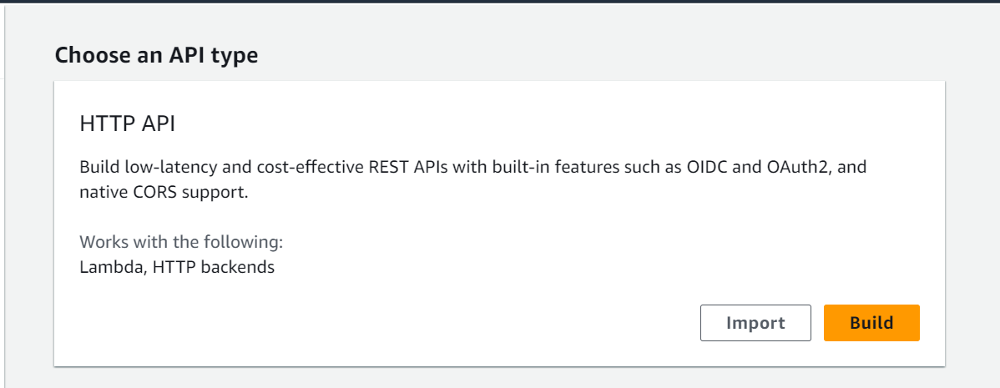 Choose an API type
HTTP API
Build low-latency and cost-effective REST APIs with built-in features such as OIDC and OAuth2, and
native CORS support.
Works with the following:
Lambda, HTTP backends
Import
Build